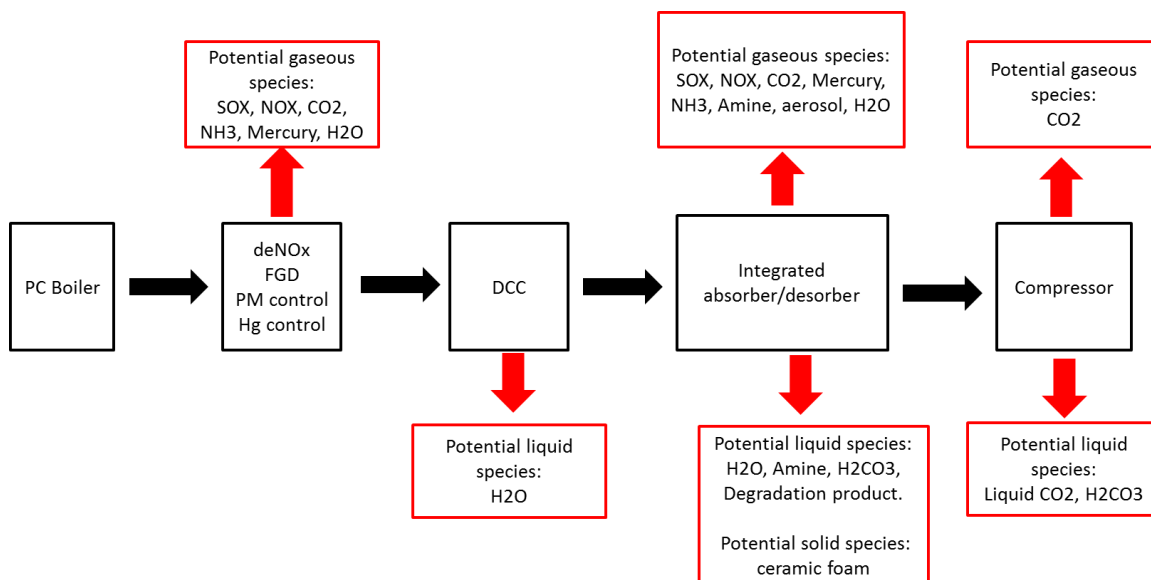 Potential gaseous
species:
SOX, NOX, CO2,
NH3, Mercury, H2O
Potential gaseous species:
SOX, NOX, CO2, Mercury,
NH3, Amine, aerosol, H2O
Potential gaseous
species:
CO2
PC Boiler
deNOx
FGD
PM control
Hg control
DCC
Integrated
absorber/desorber
Compressor
Potential liquid
species:
H2O
Potential liquid species:
H2O, Amine, H2CO3,
Degradation product.
Potential solid species:
ceramic foam
Potential liquid
species:
Liquid CO2, H2CO3